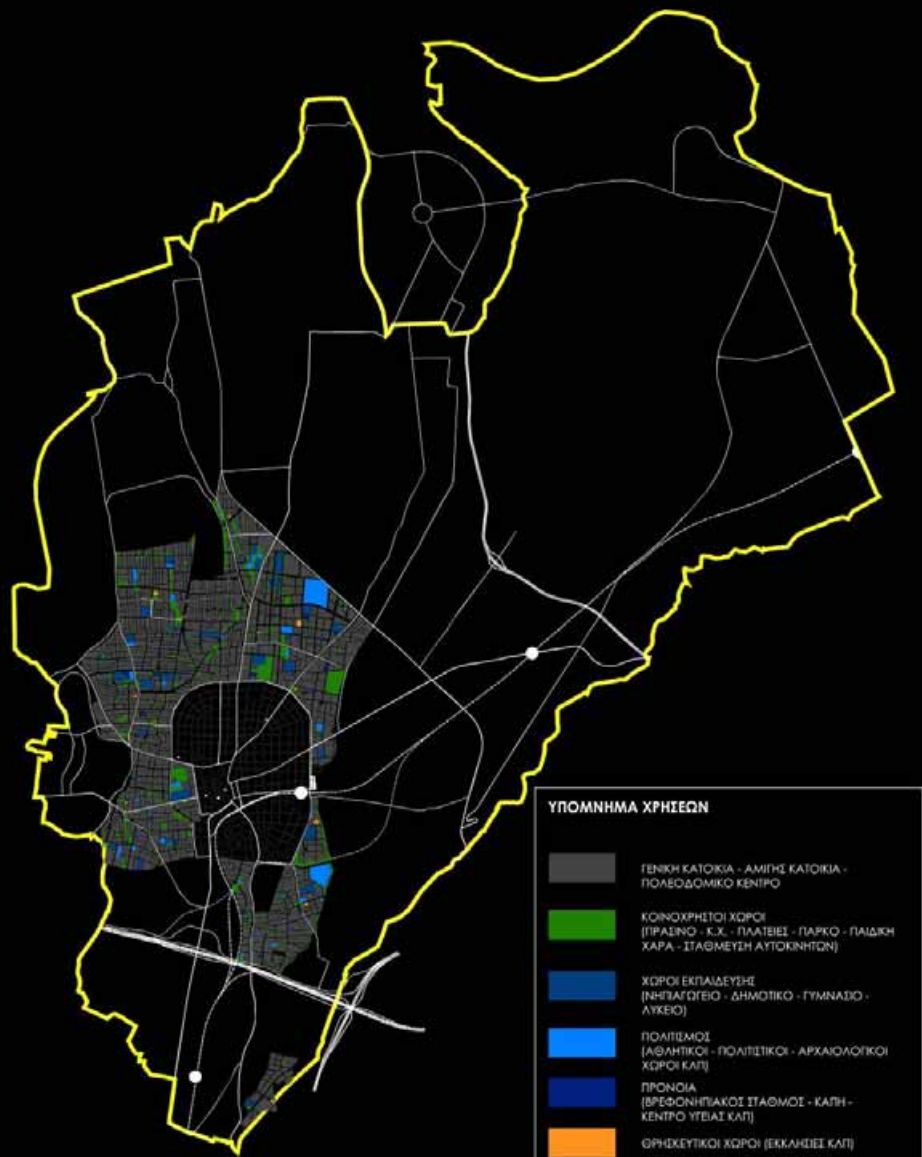 ΥΠΟΜΝΗΜΑ ΧΡΗΣΕΩΝ
ΓΕΝΙΚΗ ΚΑΤΟΙΚΙΑ - ΑΜΙΓΗΣ ΚΑΤΟΙΚΙΑ -
ΠΟΛΕΟΔΟΜΙΚΟ ΚΕΝΤΡΟ
ΚΟΙΝΟΧΡΗΣΤΟΙ ΧΩΡΟΙ
(ΠΡΑΣΙΝΟ - Κ.Χ. - ΠΛΑΤΕΙΕΣ - ΠΑΡΚΟ - ΠΑΙΔΙΚΗ
ΧΑΡΑ - ΣΤΑΘΜΕΥΣΗ ΑΥΤΟΚΙΝΗΤΩΝ)
ΧΩΡΟΙ ΕΚΠΑΙΔΕΥΣΗΣ
(ΝΗΠΙΑΓΩΓΕΙΟ - ΔΗΜΟΤΙΚΟ - ΓΥΜΝΑΣΙΟ -
ΛΥΚΕΙΟ)
ΠΟΛΙΤΙΣΜΟΣ
(ΑΘΛΗΤΙΚΟΙ - ΠΟΛΙΤΙΣΤΙΚΟΙ - ΑΡΧΑΙΟΛΟΓΙΚΟΙ
ΧΩΡΟΙ ΚΛΠ)
ΠΡΟΝΟΙΑ
(ΒΡΕΦΟΝΗΠΙΑΚΟΣ ΣΤΑΘΜΟΣ - ΚΑΠΗ -
ΚΕΝΤΡΟ ΥΓΕΙΑΣ ΚΛΠ)
ΘΡΗΣΚΕΥΤΙΚΟΙ ΧΩΡΟΙ (ΕΚΚΛΗΣΙΕΣ ΚΛΠ)